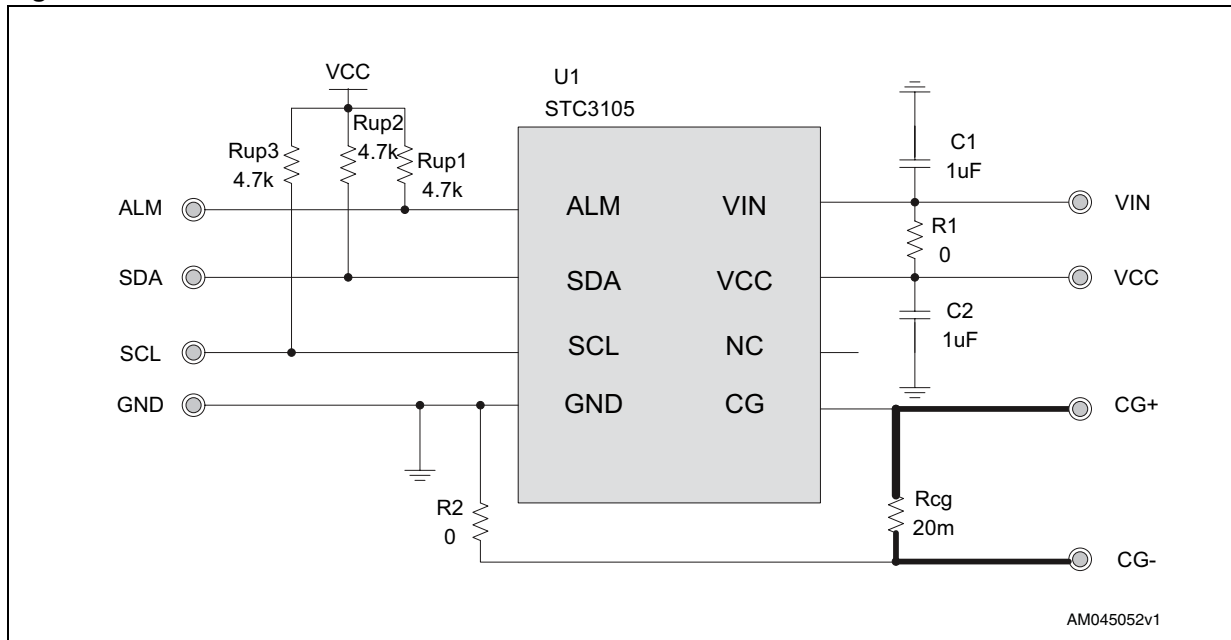 U1
STC3105
VCC
Rup3
4.7k
Rup2
4.7k
Rup1
4.7k
C1
1uF
R1
0
C2
1uF
ALM
SDA
SCL
GND
ALM
SDA
SCL
GND
VIN
VCC
NC
CG
VIN
VCC
CG+
CG-
R2
0
Rcg
20m
AM045052v1